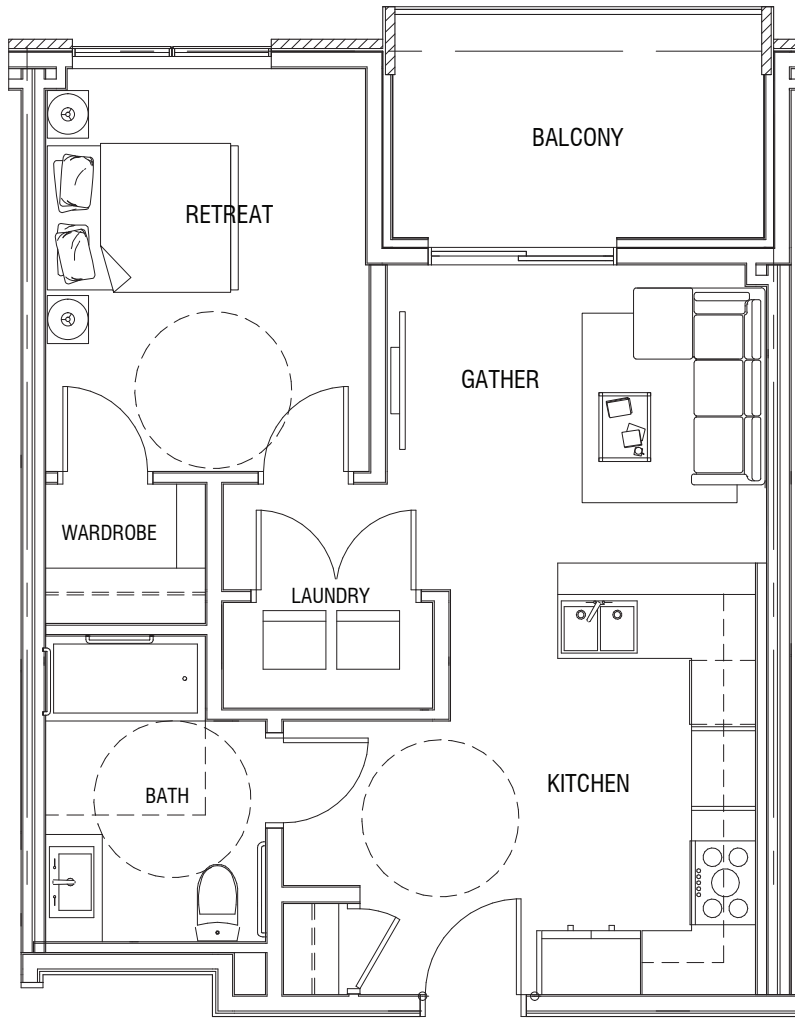 BALCONY
RETREAT
GATHER
WARDROBE
LAUNDRY
KITCHEN
BATH